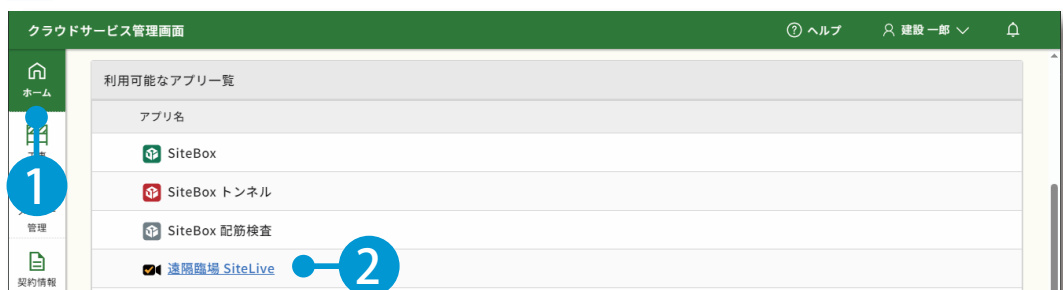 クラウドサービス管理画面
ヘルプ
建設 一郎
ホーム
利用可能なアプリ一覧
アプリ名
SiteBox
1
SiteBox トンネル
管理
SiteBox 配筋検査
遠隔臨場 SiteLive
2
契約情報